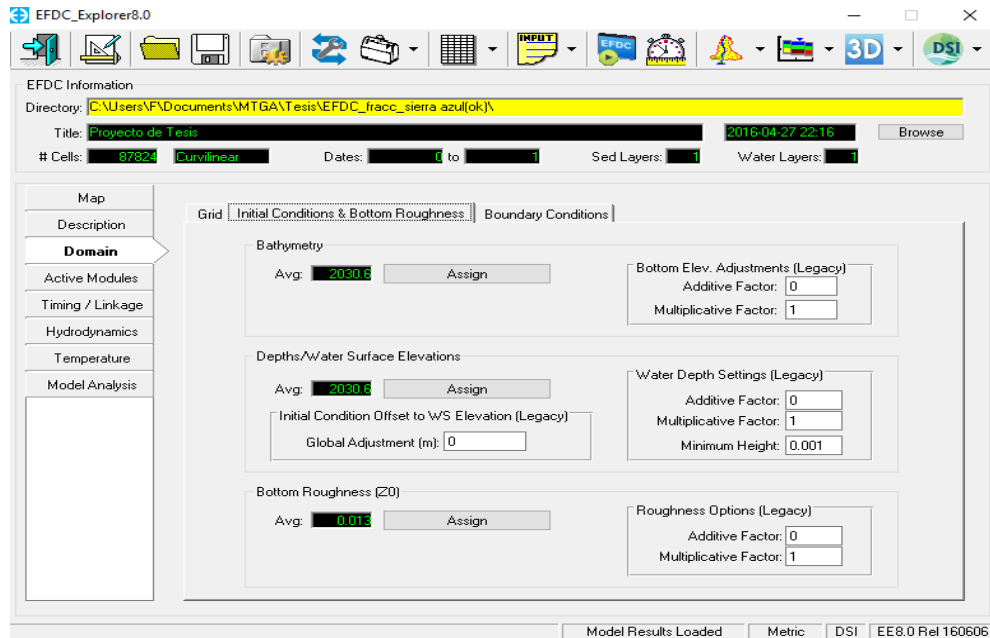 EFDC_Explorer8.0
INPUT EFDC 3D DSI
EFDC Information
Directory: C:\Users\F\Documents\MTGA\Tesis\EFDC_fracc_sierra azul(ok)\
Title: Proyecto de Tesis 2016-04-27 22:16 Browse
# Cells: 87824 Curvilinear Dates: 0 to 1 Sed Layers: 1 Water Layers: 1
Map
Description
Domain
Active Modules
Timing / Linkage
Hydrodynamics
Temperature
Model Analysis
Grid Initial Conditions & Bottom Roughness Boundary Conditions
Bathymetry
Avg: 2030.6 Assign
Bottom Elev. Adjustments (Legacy)
Additive Factor: 0
Multiplicative Factor: 1
Depths/Water Surface Elevations
Avg: 2030.6 Assign
Initial Condition Offset to WS Elevation (Legacy)
Global Adjustment (m): 0
Water Depth Settings (Legacy)
Additive Factor: 0
Multiplicative Factor: 1
Minimum Height: 0.001
Bottom Roughness (Z0)
Avg: 0.013 Assign
Roughness Options (Legacy)
Additive Factor: 0
Multiplicative Factor: 1
Model Results Loaded Metric DSI EE8.0 Rel 160606